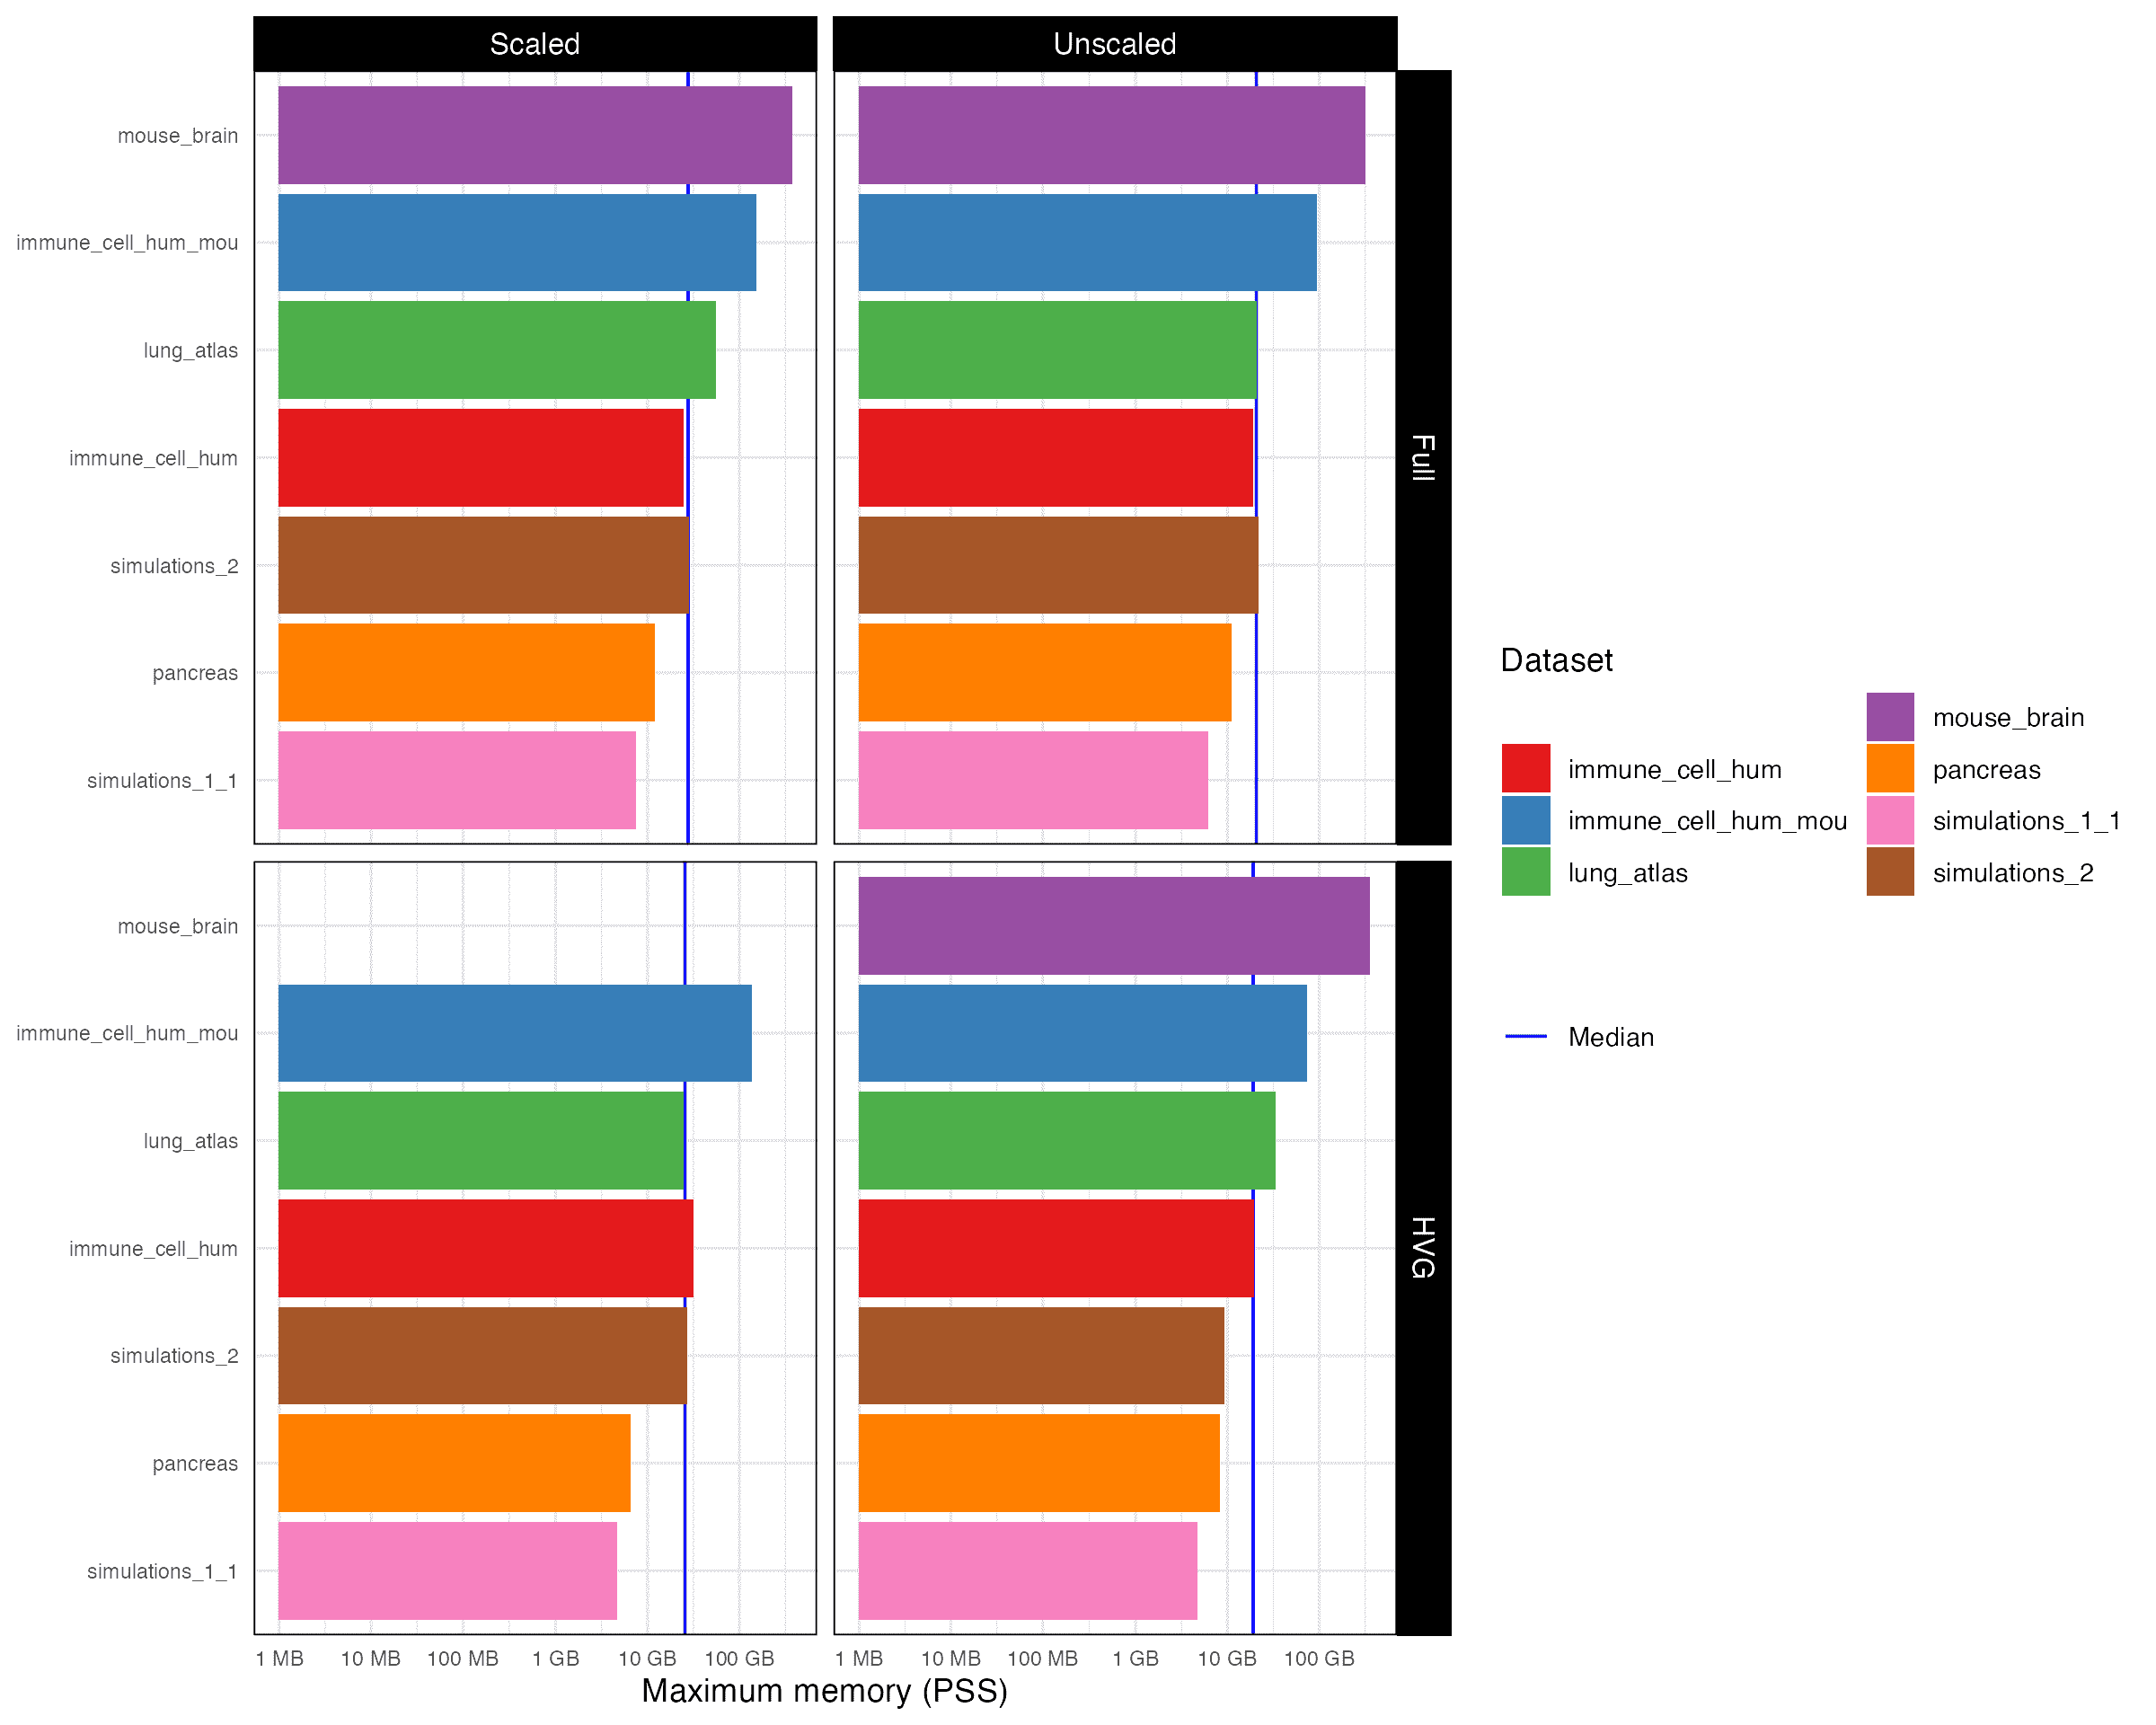 Scaled
Unscaled
mouse_brain
immune_cell_hum_mou
lung_atlas
immune_cell_hum
simulations_2
pancreas
simulations_1_1
Full
mouse_brain
immune_cell_hum_mou
lung_atlas
immune_cell_hum
simulations_2
pancreas
simulations_1_1
HVG
1 MB 10 MB 100 MB 1 GB 10 GB 100 GB
1 MB 10 MB 100 MB 1 GB 10 GB 100 GB
Maximum memory (PSS)
Dataset
immune_cell_hum
immune_cell_hum_mou
lung_atlas
mouse_brain
pancreas
simulations_1_1
simulations_2
Median